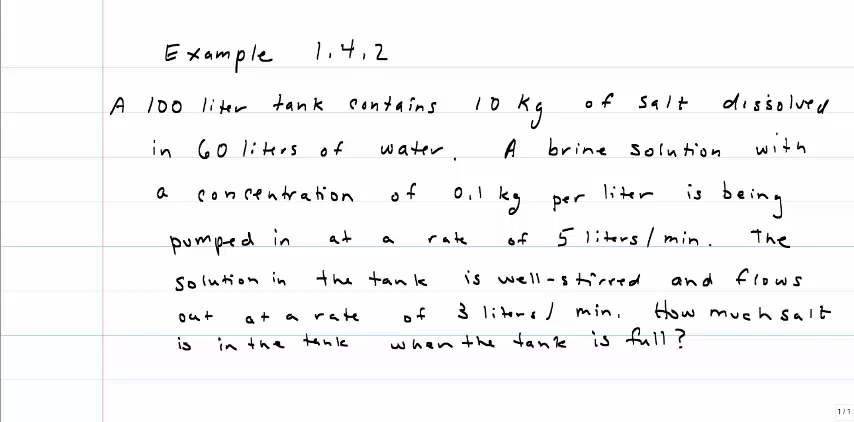 Example 1.4.2
A 100 liter tank contains 10 kg of salt dissolved
in 60 liters of water. A brine solution with
a concentration of 0.1 kg per liter is being
pumped in at a rate of 5 liters/min. The
solution in the tank is well-stirred and flows
out at a rate of 3 liters/min. How much salt
is in the tank when the tank is full?
1/1